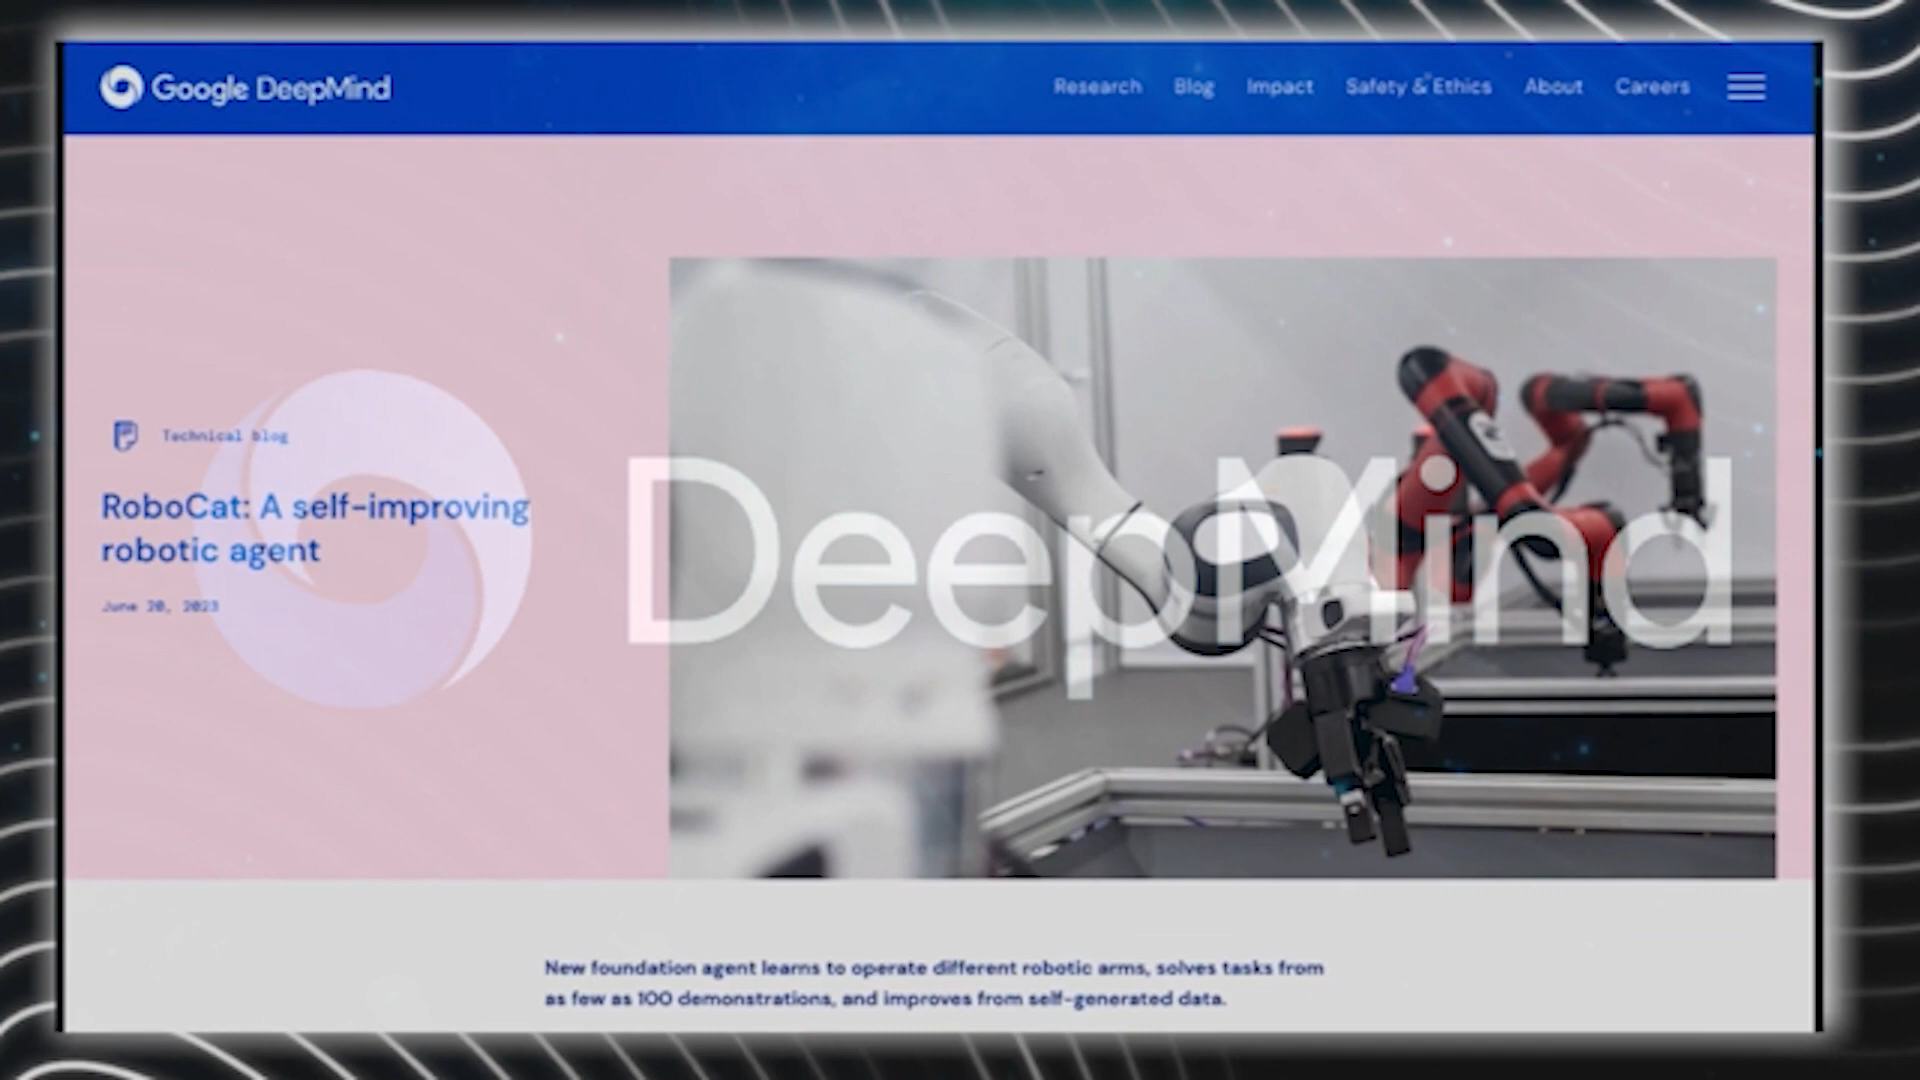 Google DeepMind
Research Blog Impact Safety & Ethics About Careers
Technical blog
RoboCat: A self-improving
robotic agent
June 20, 2023
DeepMind
New foundation agent learns to operate different robotic arms, solves tasks from
as few as 100 demonstrations, and improves from self-generated data.